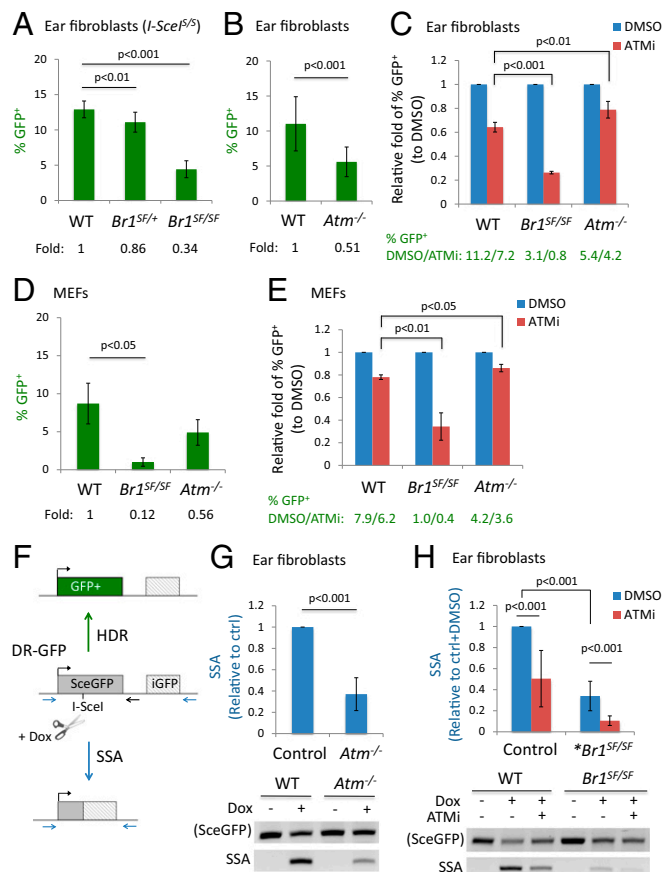 A Ear fibroblasts (I-SceI^S/S)
p<0.001
p<0.01
% GFP+
20
15
10
5
0
WT Br1^SF/+ Br1^SF/SF
Fold: 1 0.86 0.34
B Ear fibroblasts
p<0.001
% GFP+
20
15
10
5
0
WT Atm-/-
Fold: 1 0.51
C Ear fibroblasts
DMSO
ATMi
p<0.01
p<0.001
Relative fold of % GFP+
(to DMSO)
1.2
1
0.8
0.6
0.4
0.2
0
WT Br1^SF/SF Atm-/-
% GFP+
DMSO/ATMi: 11.2/7.2 3.1/0.8 5.4/4.2
D MEFs
p<0.05
% GFP+
20
15
10
5
0
WT Br1^SF/SF Atm-/-
Fold: 1 0.12 0.56
E MEFs
DMSO
ATMi
p<0.05
p<0.01
Relative fold of % GFP+
(to DMSO)
1.2
1
0.8
0.6
0.4
0.2
0
WT Br1^SF/SF Atm-/-
% GFP+
DMSO/ATMi: 7.9/6.2 1.0/0.4 4.2/3.6
F
GFP+
HDR
DR-GFP
SceGFP iGFP
I-SceI
+ Dox
SSA
G Ear fibroblasts
p<0.001
SSA
(Relative to ctrl)
1.2
1
0.8
0.6
0.4
0.2
0
Control Atm-/-
WT Atm-/-
Dox - + - +
(SceGFP)
SSA
H Ear fibroblasts
DMSO
ATMi
p<0.001
p<0.001
p<0.001
SSA
(Relative to ctrl+DMSO)
1.2
1
0.8
0.6
0.4
0.2
0
Control *Br1^SF/SF
WT Br1^SF/SF
Dox - + + - + +
ATMi - - + - - +
(SceGFP)
SSA